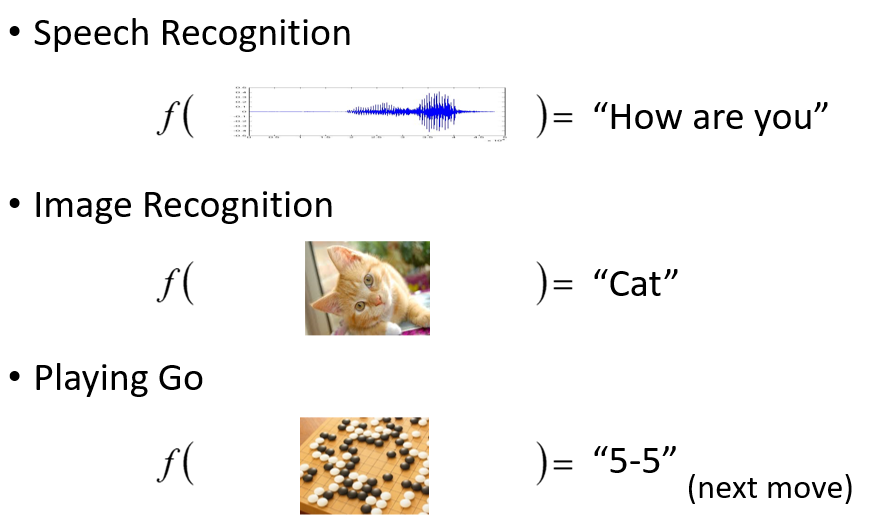 • Speech Recognition
f( )= “How are you”
• Image Recognition
f( )= “Cat”
• Playing Go
f( )= “5-5”
(next move)